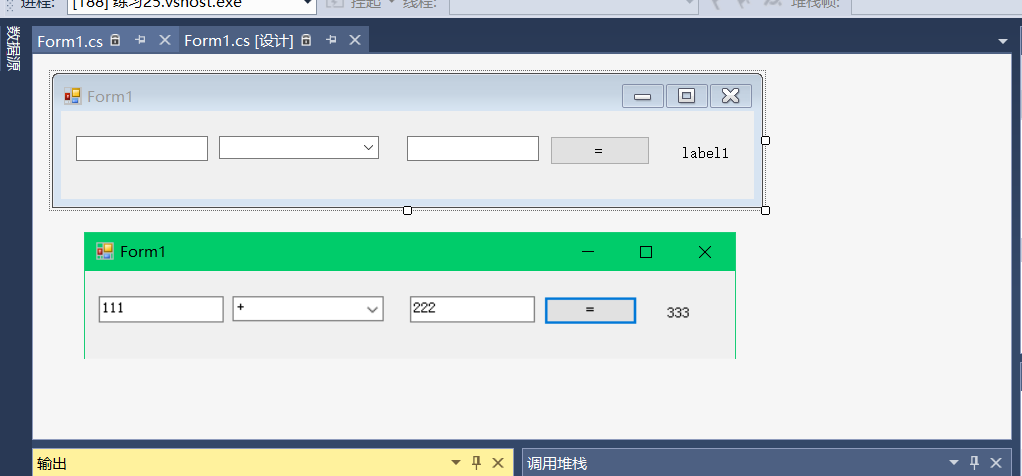 进程: [188] 练习25.vshost.exe 挂起 线程: 堆栈帧:
数据源
Form1.cs Form1.cs [设计]
Form1
= label1
Form1
111 + 222 = 333
输出 调用堆栈